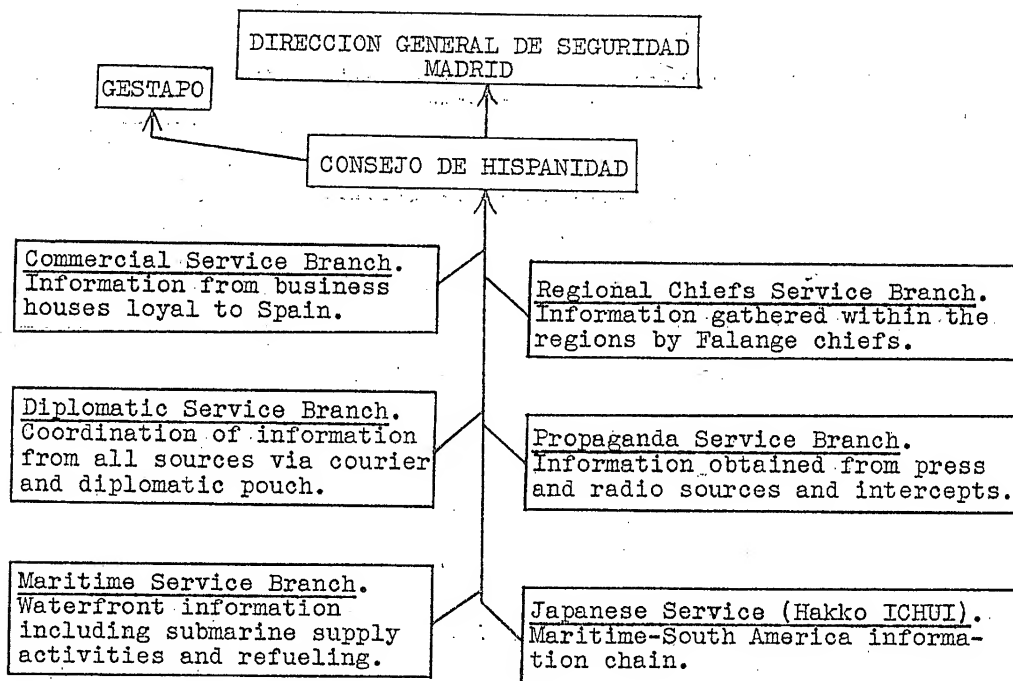 DIRECCION GENERAL DE SEGURIDAD
MADRID
GESTAPO
CONSEJO DE HISPANIDAD
Commercial Service Branch.
Information from business
houses loyal to Spain.
Regional Chiefs Service Branch.
Information gathered within the
regions by Falange chiefs.
Diplomatic Service Branch.
Coordination of information
from all sources via courier
and diplomatic pouch.
Propaganda Service Branch.
Information obtained from press
and radio sources and intercepts.
Maritime Service Branch.
Waterfront information
including submarine supply
activities and refueling.
Japanese Service (Hakko ICHUI).
Maritime-South America informa-
tion chain.